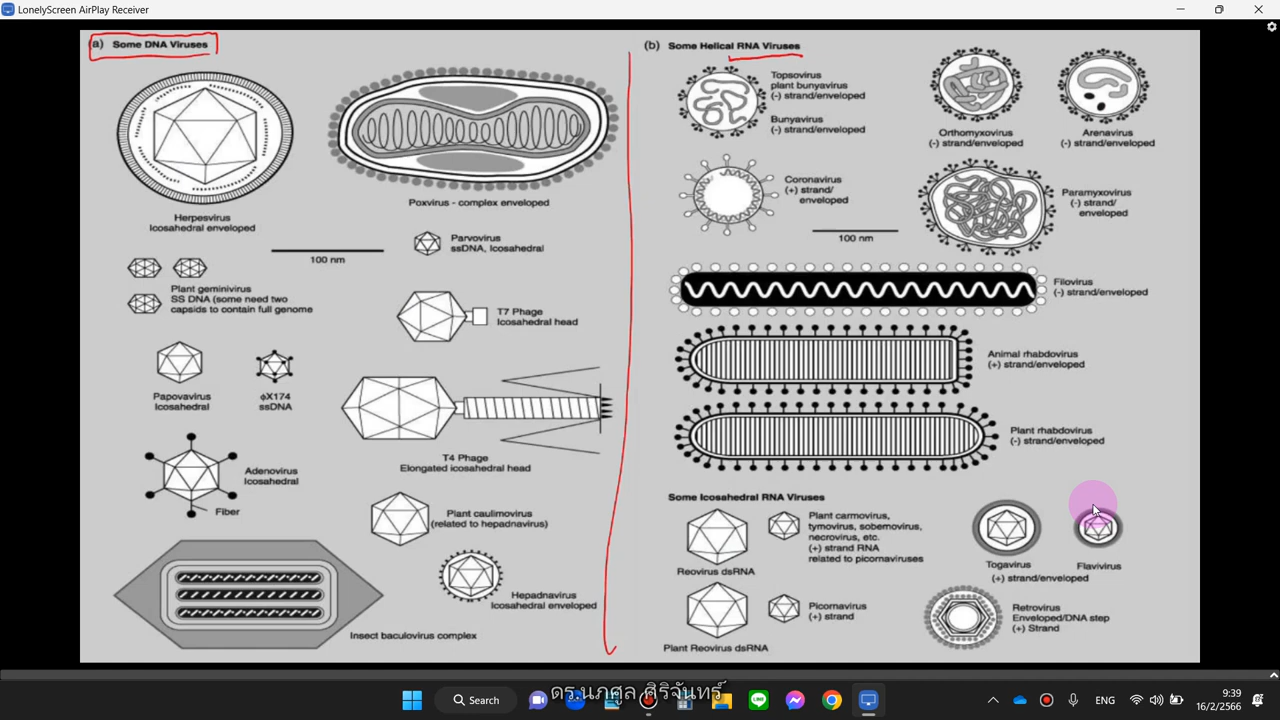 LonelyScreen AirPlay Receiver
(a) Some DNA Viruses
Herpesvirus
Icosahedral enveloped
Poxvirus - complex enveloped
100 nm
Parvovirus
ssDNA, Icosahedral
Plant geminivirus
SS DNA (some need two
capsids to contain full genome
T7 Phage
Icosahedral head
Papovavirus
Icosahedral
ϕX174
ssDNA
T4 Phage
Elongated icosahedral head
Adenovirus
Icosahedral
Fiber
Plant caulimovirus
(related to hepadnavirus)
Hepadnavirus
Icosahedral enveloped
Insect baculovirus complex
(b) Some Helical RNA Viruses
Topsovirus
plant bunyavirus
(-) strand/enveloped
Bunyavirus
(-) strand/enveloped
Orthomyxovirus
(-) strand/enveloped
Arenavirus
(-) strand/enveloped
Coronavirus
(+) strand/
enveloped
Paramyxovirus
(-) strand/
enveloped
100 nm
Filovirus
(-) strand/enveloped
Animal rhabdovirus
(+) strand/enveloped
Plant rhabdovirus
(-) strand/enveloped
Some Icosahedral RNA Viruses
Reovirus dsRNA
Plant carmovirus,
tymovirus, sobemovirus,
necrovirus, etc.
(+) strand RNA
related to picornaviruses
Togavirus
Flavivirus
(+) strand/enveloped
Plant Reovirus dsRNA
Picornavirus
(+) strand
Retrovirus
Enveloped/DNA step
(+) Strand
Search
ดร.นภศูล ศิริจันทร์
ENG
9:39
16/2/2566